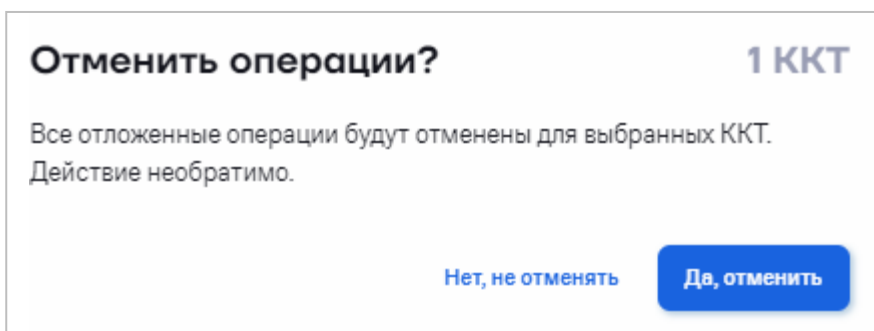 Отменить операции? 1 ККТ
Все отложенные операции будут отменены для выбранных ККТ.
Действие необратимо.
Нет, не отменять Да, отменить